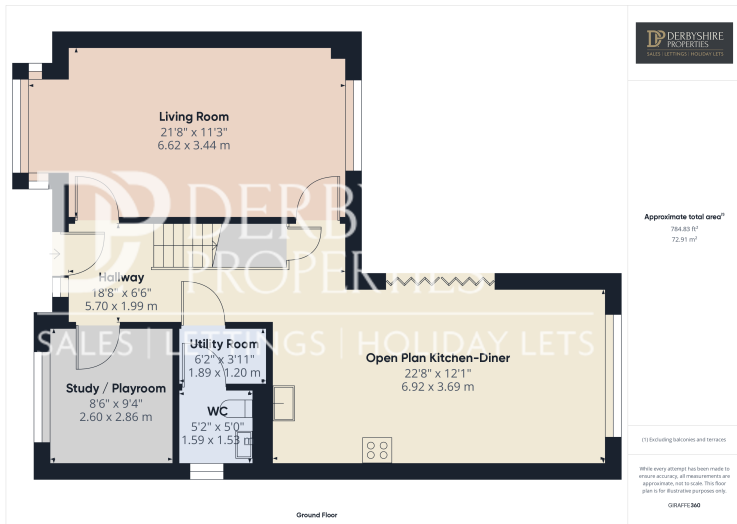 DERBYSHIRE
PROPERTIES
SALES | LETTINGS | HOLIDAY LETS
Living Room
21'8" x 11'3"
6.62 x 3.44 m
Approximate total area⁽¹⁾
784.83 ft²
72.91 m²
DERBY
PROPERTIES
SALES | LETTINGS | HOLIDAY LETS
Hallway
18'8" x 6'6"
5.70 x 1.99 m
Utility Room
6'2" x 3'11"
1.89 x 1.20 m
Open Plan Kitchen-Diner
22'8" x 12'1"
6.92 x 3.69 m
Study / Playroom
8'6" x 9'4"
2.60 x 2.86 m
WC
5'2" x 5'0"
1.59 x 1.53 m
(1) Excluding balconies and terraces
While every attempt has been made to
ensure accuracy, all measurements are
approximate, not to scale. This floor
plan is for illustrative purposes only.
GIRAFFE360
Ground Floor